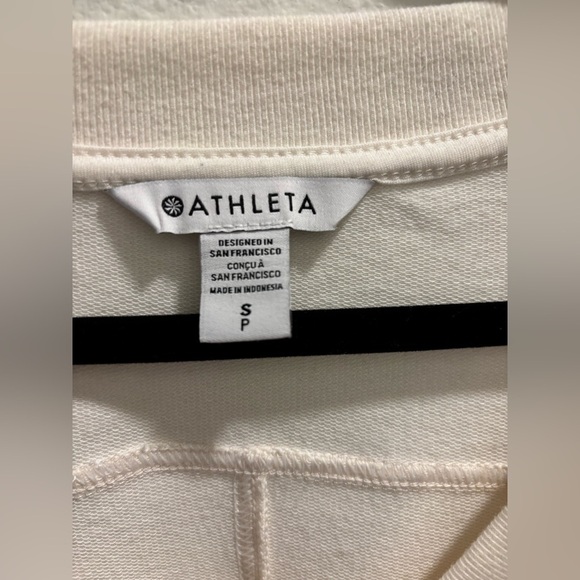 ATHLETA
DESIGNED IN
SAN FRANCISCO
CONÇU À
SAN FRANCISCO
MADE IN INDONESIA
S
P